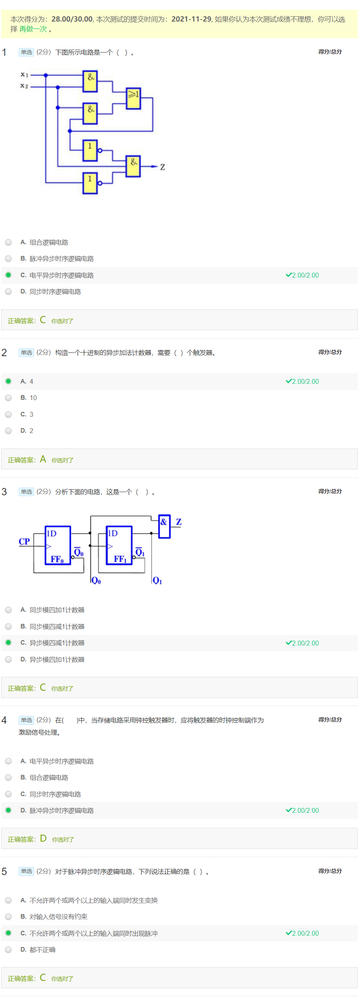 本次得分为：28.00/30.00, 本次测试的提交时间为：2021-11-29, 如果你认为本次测试成绩不理想，你可以选
择 再做一次 。
1 单选 (2分) 下图所示电路是一个（ ）。 得分/总分
x1
x2
&
≥1
&
1
&
Z
1
A. 组合逻辑电路
B. 脉冲异步时序逻辑电路
C. 电平异步时序逻辑电路 2.00/2.00
D. 同步时序逻辑电路
正确答案：C 你选对了
2 单选 (2分) 构造一个十进制的异步加法计数器，需要（ ）个触发器。 得分/总分
A. 4 2.00/2.00
B. 10
C. 3
D. 2
正确答案：A 你选对了
3 单选 (2分) 分析下面的电路，这是一个（ ）。 得分/总分
& Z
1D 1D
CP
Q̅0 Q̅1
FF0 FF1
Q0 Q1
A. 同步模四加1计数器
B. 同步模四减1计数器
C. 异步模四减1计数器 2.00/2.00
D. 异步模四加1计数器
正确答案：C 你选对了
4 单选 (2分) 在( )中，当存储电路采用钟控触发器时，应将触发器的时钟控制端作为 得分/总分
激励信号处理。
A. 电平异步时序逻辑电路
B. 组合逻辑电路
C. 同步时序逻辑电路
D. 脉冲异步时序逻辑电路 2.00/2.00
正确答案：D 你选对了
5 单选 (2分) 对于脉冲异步时序逻辑电路，下列说法正确的是（ ）。 得分/总分
A. 不允许两个或两个以上的输入端同时发生变换
B. 对输入信号没有约束
C. 不允许两个或两个以上的输入端同时出现脉冲 2.00/2.00
D. 都不正确
正确答案：C 你选对了